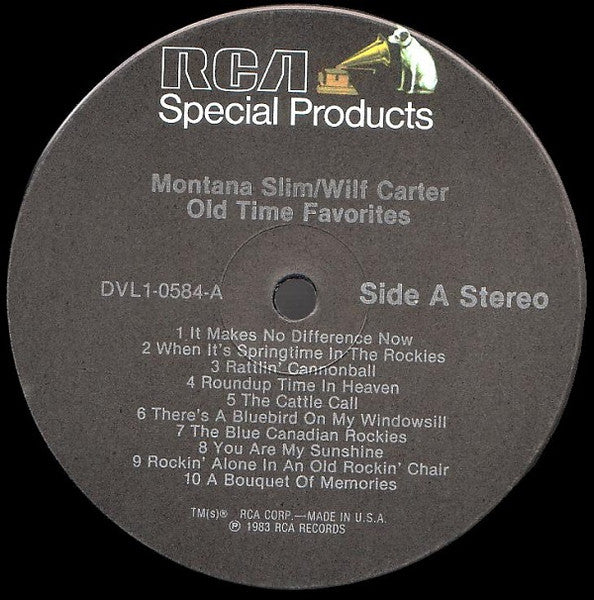 RCA
Special Products
Montana Slim/Wilf Carter
Old Time Favorites
DVL1-0584-A
Side A Stereo
1 It Makes No Difference Now
2 When It's Springtime In The Rockies
3 Rattlin' Cannonball
4 Roundup Time In Heaven
5 The Cattle Call
6 There's A Bluebird On My Windowsill
7 The Blue Canadian Rockies
8 You Are My Sunshine
9 Rockin' Alone In An Old Rockin' Chair
10 A Bouquet Of Memories
TM(s)® RCA CORP.—MADE IN U.S.A.
℗ 1983 RCA RECORDS